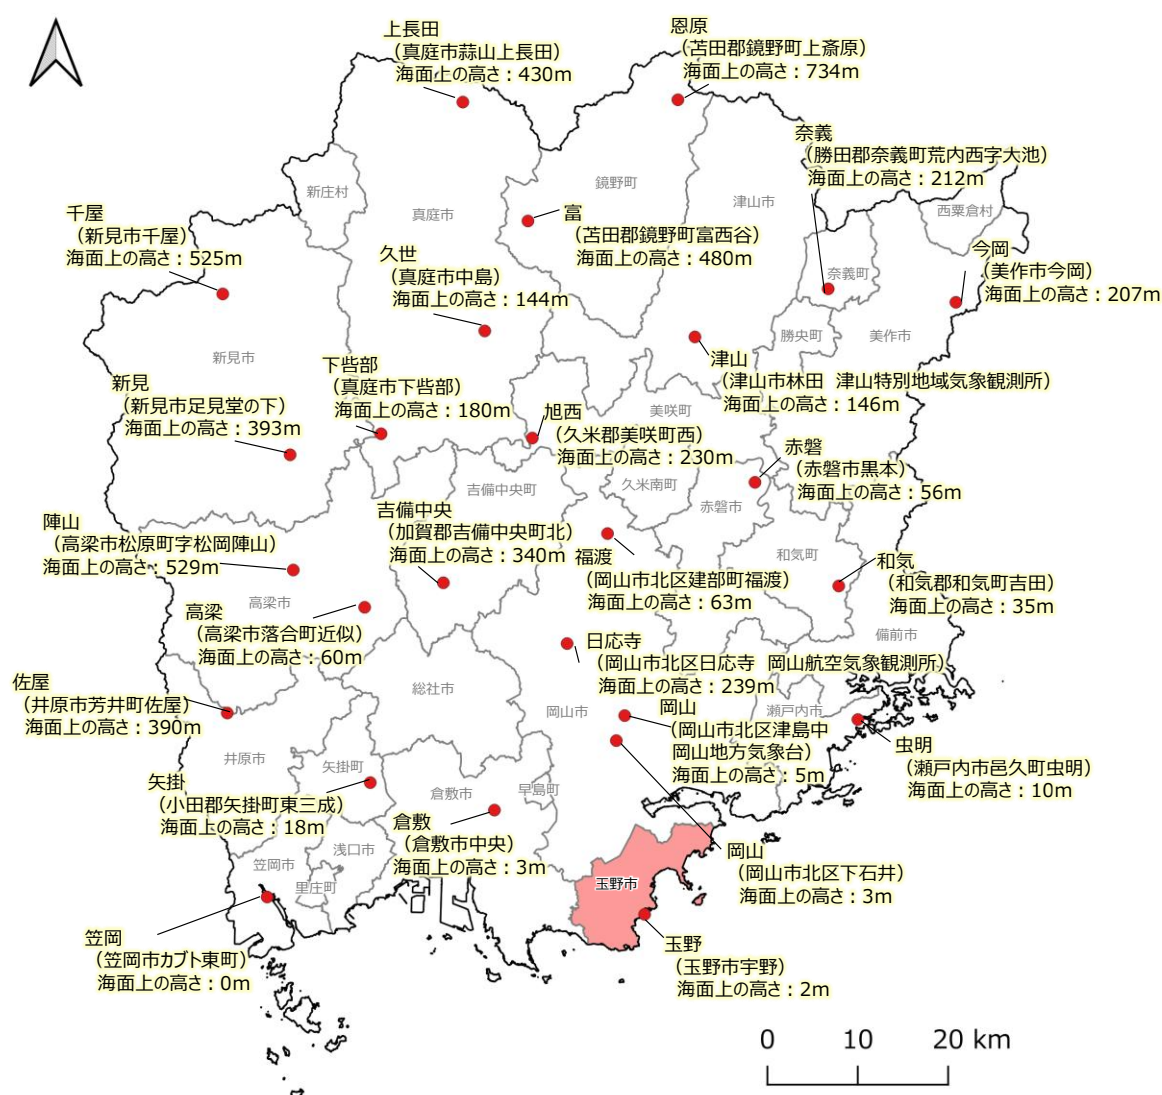 上長田
（真庭市蒜山上長田）
海面上の高さ：430m
恩原
（苫田郡鏡野町上斎原）
海面上の高さ：734m
奈義
（勝田郡奈義町荒内西字大池）
海面上の高さ：212m
新庄村
鏡野町
津山市
西粟倉村
真庭市
千屋
（新見市千屋）
海面上の高さ：525m
富
（苫田郡鏡野町富西谷）
海面上の高さ：480m
久世
（真庭市中島）
海面上の高さ：144m
奈義町
今岡
（美作市今岡）
海面上の高さ：207m
勝央町
美作市
新見市
津山
（津山市林田　津山特別地域気象観測所）
海面上の高さ：146m
下呰部
（真庭市下呰部）
海面上の高さ：180m
新見
（新見市足見堂の下）
海面上の高さ：393m
美咲町
旭西
（久米郡美咲町西）
海面上の高さ：230m
赤磐
（赤磐市黒本）
海面上の高さ：56m
吉備中央町
久米南町
赤磐市
吉備中央
（加賀郡吉備中央町北）
海面上の高さ：340m
陣山
（高梁市松原町字松岡陣山）
海面上の高さ：529m
福渡
（岡山市北区建部町福渡）
海面上の高さ：63m
和気町
和気
（和気郡和気町吉田）
海面上の高さ：35m
高梁市
高梁
（高梁市落合町近似）
海面上の高さ：60m
備前市
日応寺
（岡山市北区日応寺　岡山航空気象観測所）
海面上の高さ：239m
佐屋
（井原市芳井町佐屋）
海面上の高さ：390m
総社市
岡山市
瀬戸内市
岡山
（岡山市北区津島中
岡山地方気象台）
海面上の高さ：5m
虫明
（瀬戸内市邑久町虫明）
海面上の高さ：10m
井原市
矢掛町
矢掛
（小田郡矢掛町東三成）
海面上の高さ：18m
倉敷市
早島町
倉敷
（倉敷市中央）
海面上の高さ：3m
浅口市
笠岡市
里庄町
岡山
（岡山市北区下石井）
海面上の高さ：3m
玉野市
笠岡
（笠岡市カブト東町）
海面上の高さ：0m
玉野
（玉野市宇野）
海面上の高さ：2m
0 10 20 km